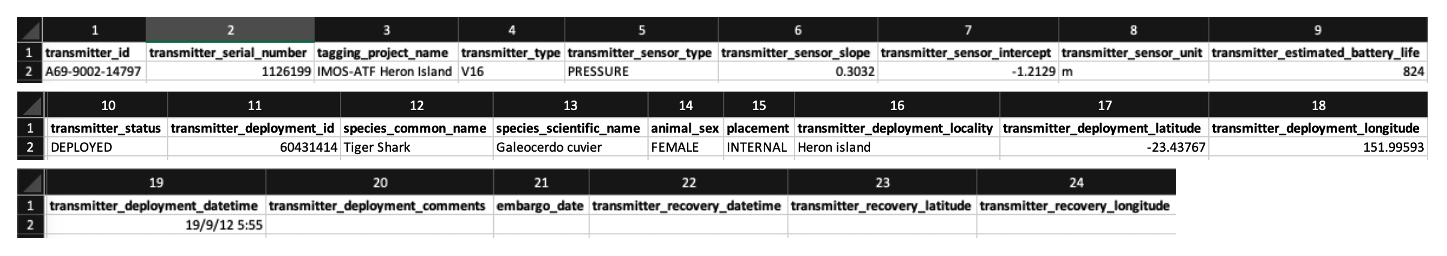 1 2 3 4 5 6 7 8 9
1 transmitter_id transmitter_serial_number tagging_project_name transmitter_type transmitter_sensor_type transmitter_sensor_slope transmitter_sensor_intercept transmitter_sensor_unit transmitter_estimated_battery_life
2 A69-9002-14797 1126199 IMOS-ATF Heron Island V16 PRESSURE 0.3032 -1.2129 m 824
10 11 12 13 14 15 16 17 18
1 transmitter_status transmitter_deployment_id species_common_name species_scientific_name animal_sex placement transmitter_deployment_locality transmitter_deployment_latitude transmitter_deployment_longitude
2 DEPLOYED 60431414 Tiger Shark Galeocerdo cuvier FEMALE INTERNAL Heron island -23.43767 151.99593
19 20 21 22 23 24
1 transmitter_deployment_datetime transmitter_deployment_comments embargo_date transmitter_recovery_datetime transmitter_recovery_latitude transmitter_recovery_longitude
2 19/9/12 5:55